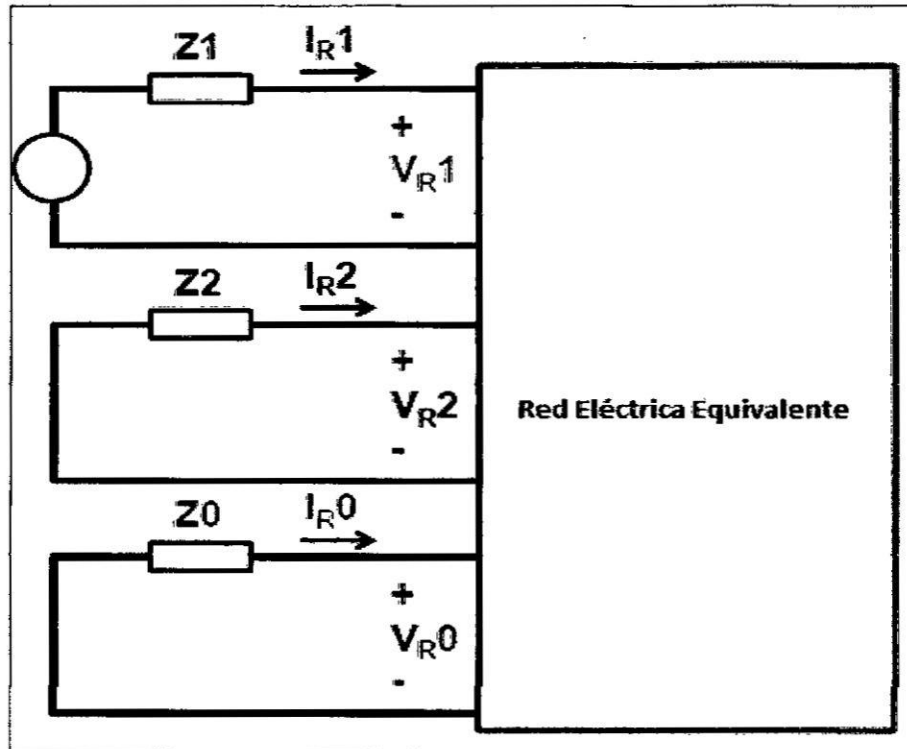 Z1
I_R1
+
V_R1
-
Z2
I_R2
+
V_R2
-
Red Eléctrica Equivalente
Z0
I_R0
+
V_R0
-